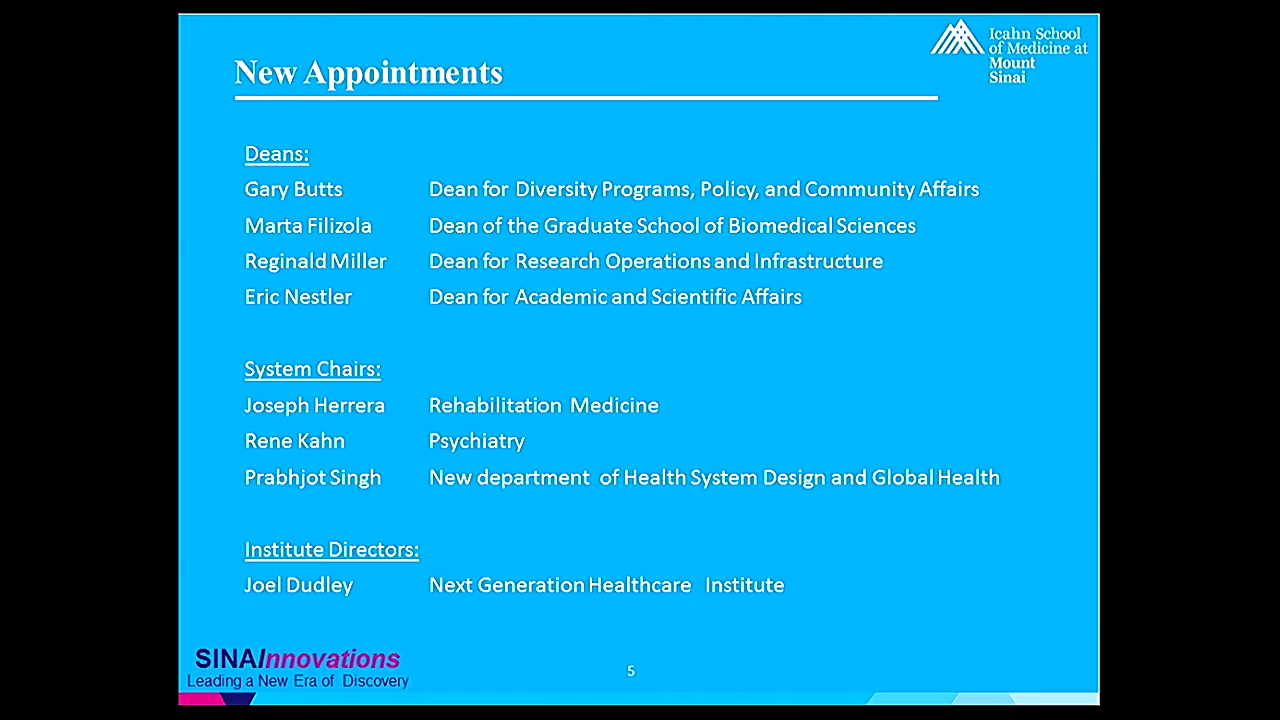 Icahn School
of Medicine at
Mount
Sinai
New Appointments
Deans:
Gary Butts Dean for Diversity Programs, Policy, and Community Affairs
Marta Filizola Dean of the Graduate School of Biomedical Sciences
Reginald Miller Dean for Research Operations and Infrastructure
Eric Nestler Dean for Academic and Scientific Affairs
System Chairs:
Joseph Herrera Rehabilitation Medicine
Rene Kahn Psychiatry
Prabhjot Singh New department of Health System Design and Global Health
Institute Directors:
Joel Dudley Next Generation Healthcare Institute
SINAInnovations
Leading a New Era of Discovery
5